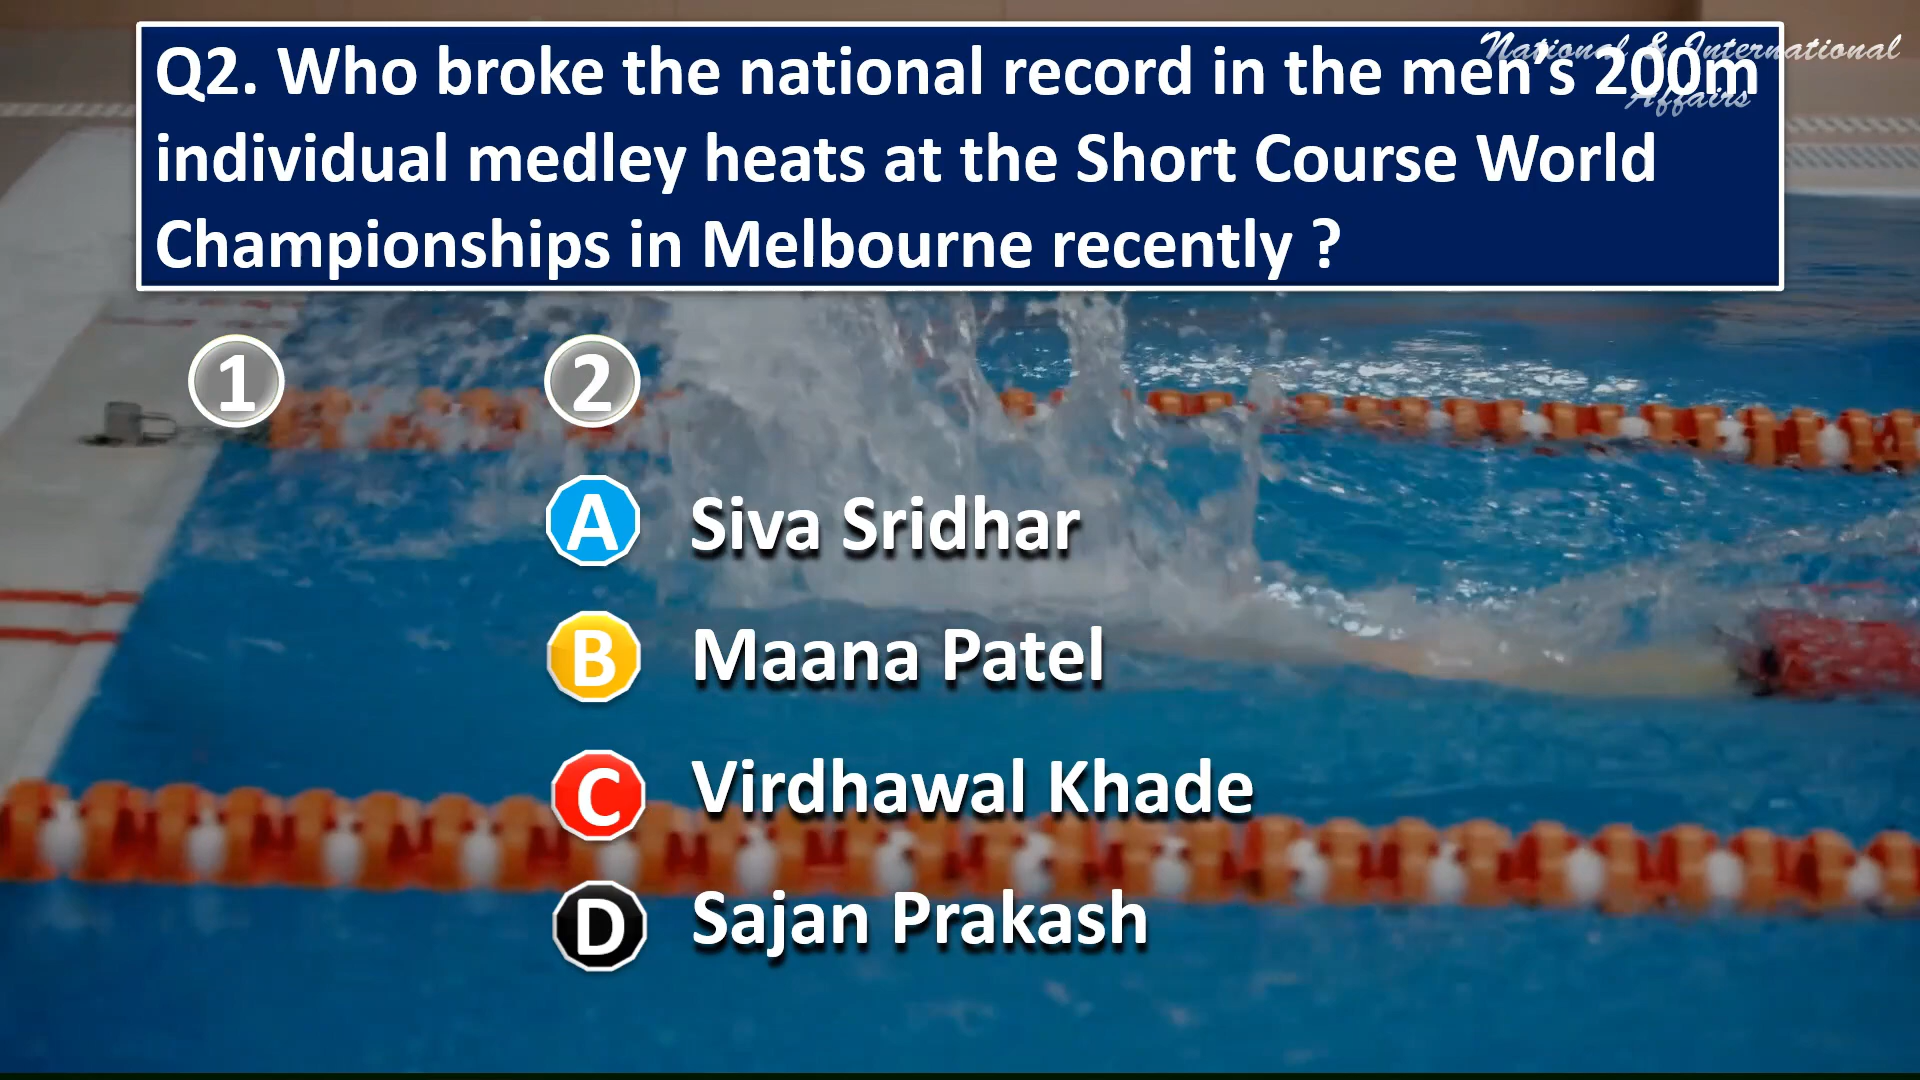 National & International
Affairs
Q2. Who broke the national record in the men's 200m
individual medley heats at the Short Course World
Championships in Melbourne recently ?
1
2
A Siva Sridhar
B Maana Patel
C Virdhawal Khade
D Sajan Prakash